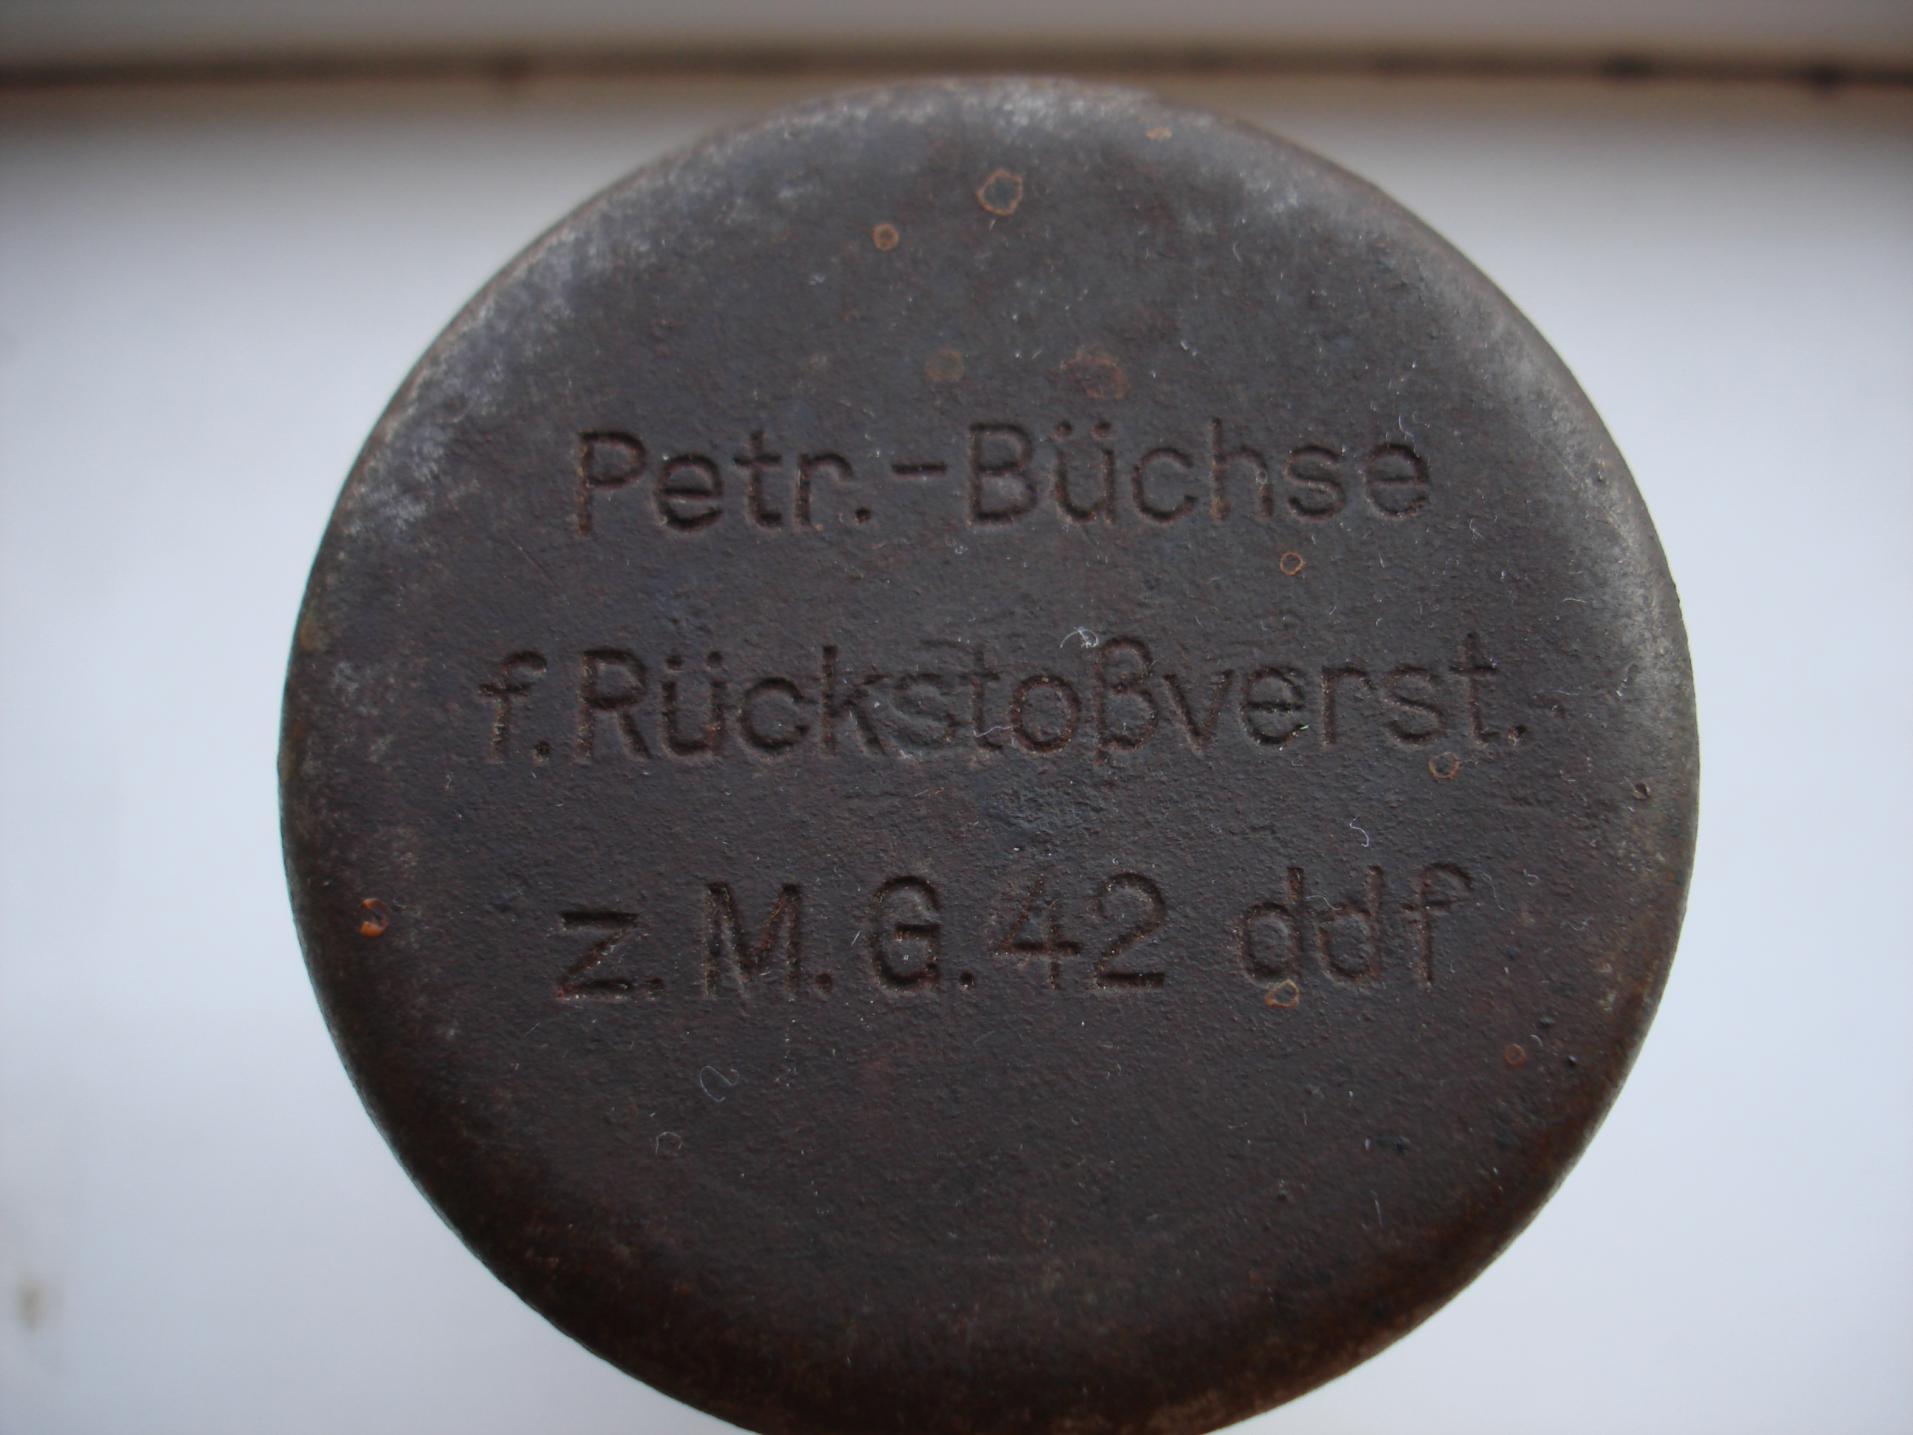 Petr.-Büchse
f. Rückstoßverst.
z. M. G. 42 ddf